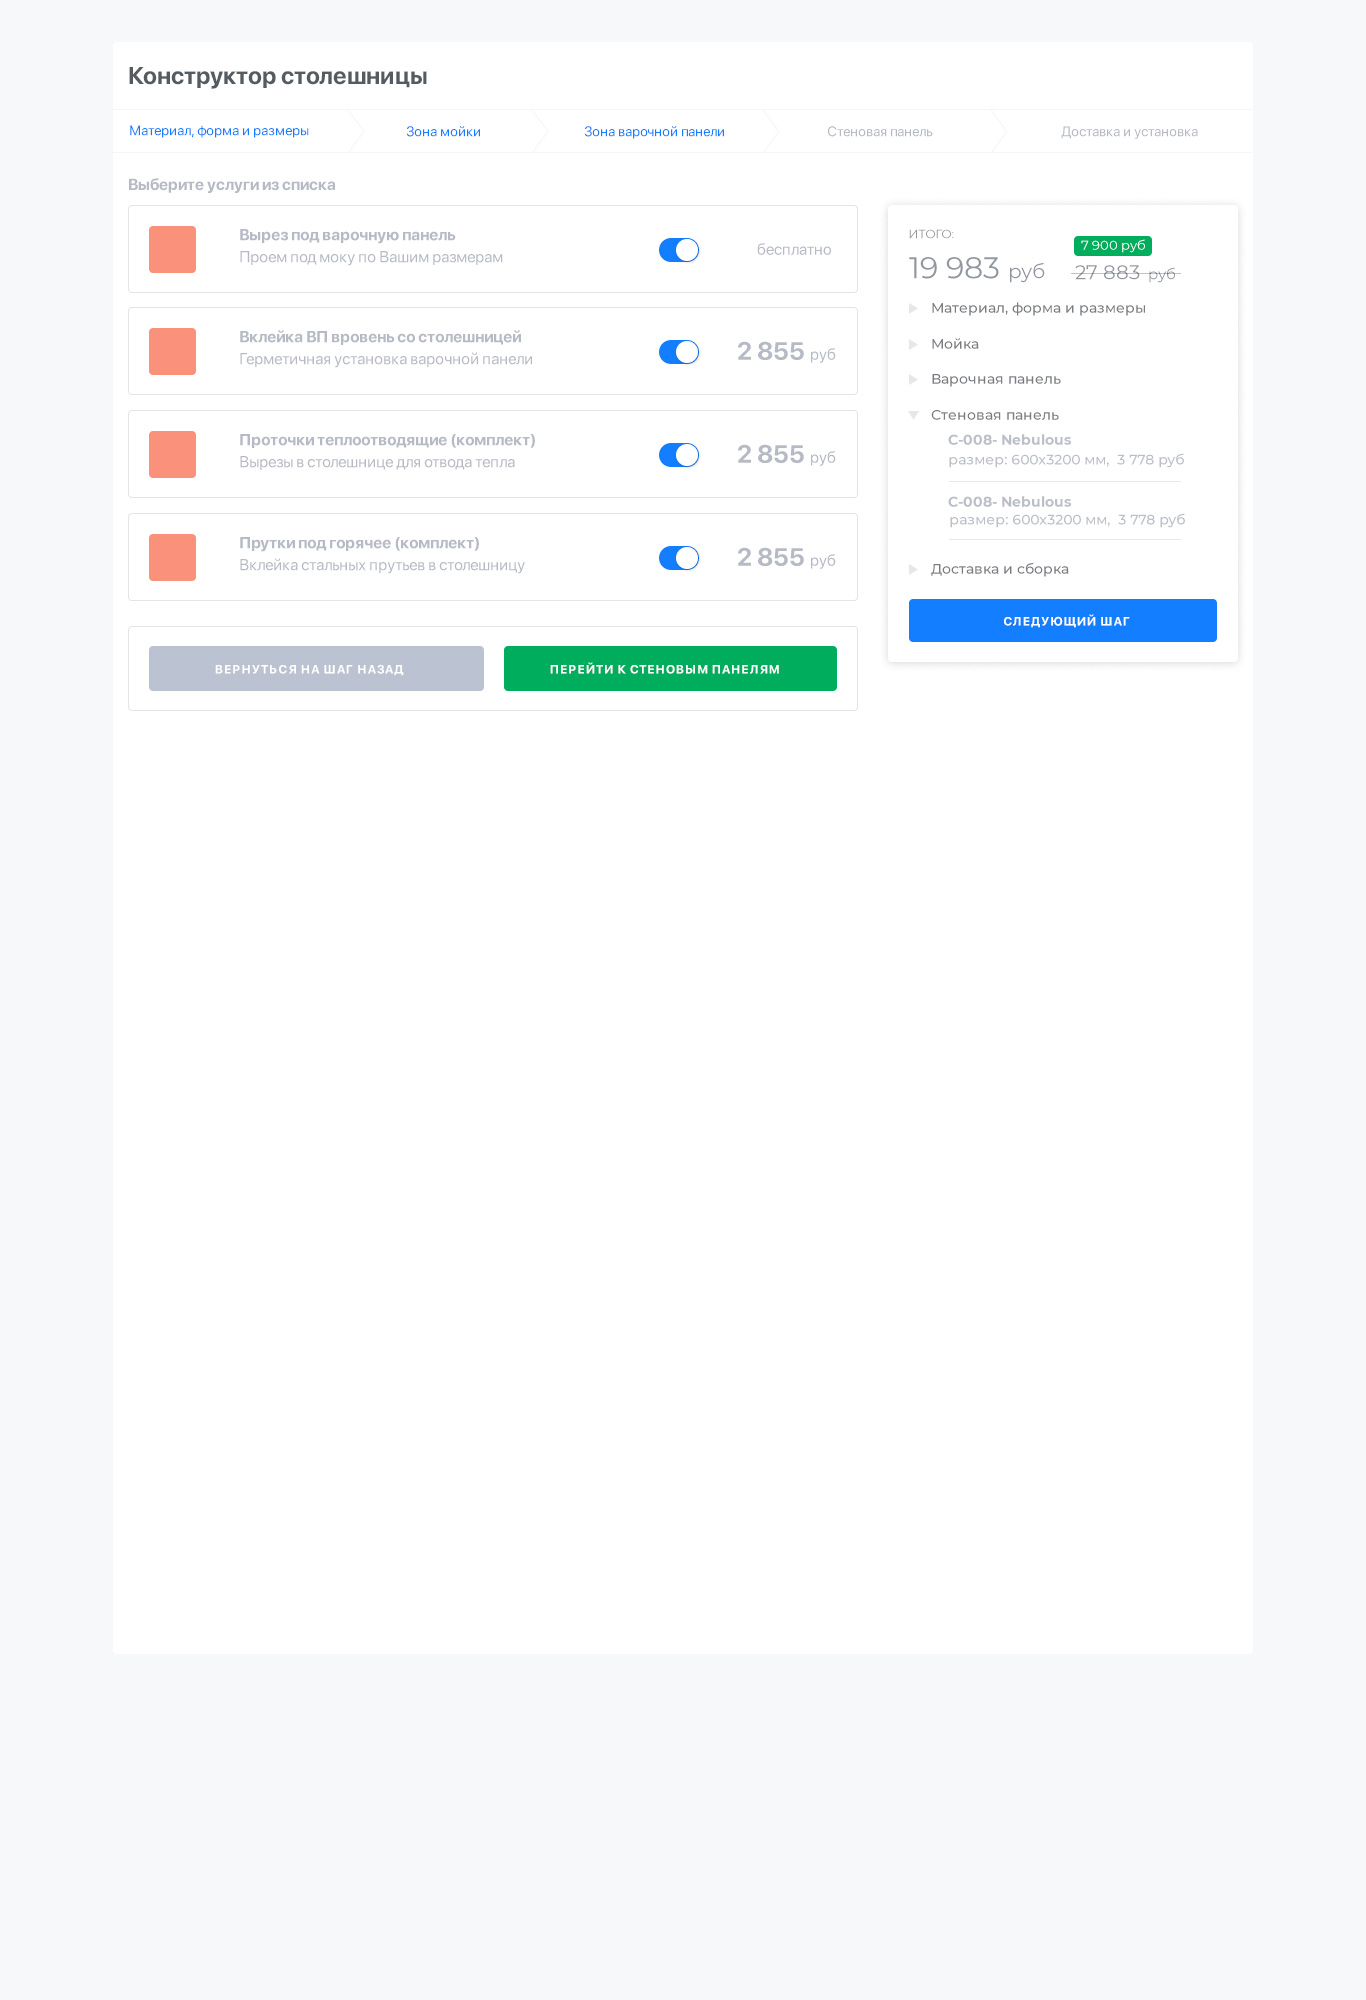 Конструктор столешницы
Материал, форма и размеры
Зона мойки
Зона варочной панели
Стеновая панель
Доставка и установка
Выберите услуги из списка
Вырез под варочную панель
Проем под моку по Вашим размерам
бесплатно
Вклейка ВП вровень со столешницей
Герметичная установка варочной панели
2 855 руб
Проточки теплоотводящие (комплект)
Вырезы в столешнице для отвода тепла
2 855 руб
Прутки под горячее (комплект)
Вклейка стальных прутьев в столешницу
2 855 руб
ВЕРНУТЬСЯ НА ШАГ НАЗАД
ПЕРЕЙТИ К СТЕНОВЫМ ПАНЕЛЯМ
ИТОГО:
7 900 руб
19 983 руб
27 883 руб
Материал, форма и размеры
Мойка
Варочная панель
Стеновая панель
С-008- Nebulous
размер: 600х3200 мм, 3 778 руб
С-008- Nebulous
размер: 600х3200 мм, 3 778 руб
Доставка и сборка
СЛЕДУЮЩИЙ ШАГ